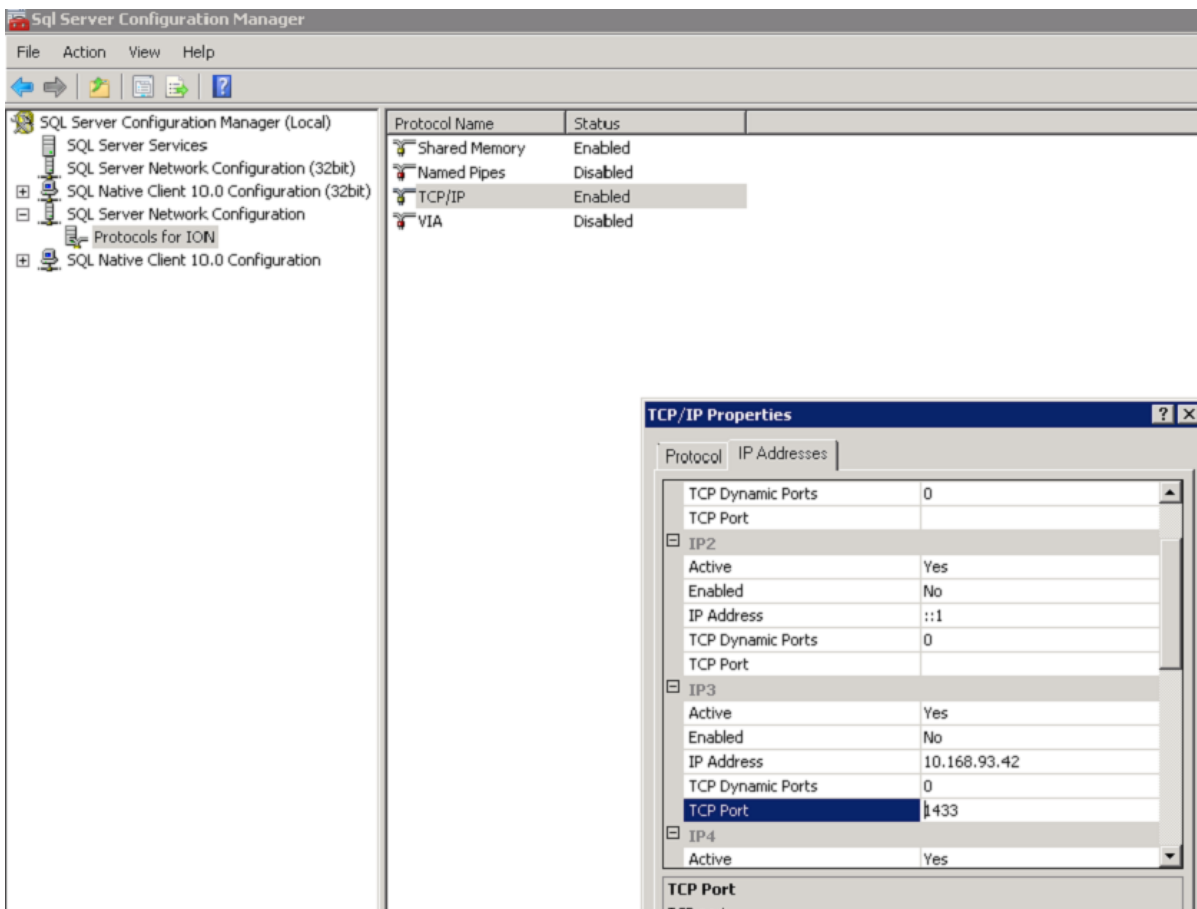 Sql Server Configuration Manager
File Action View Help
SQL Server Configuration Manager (Local)
SQL Server Services
SQL Server Network Configuration (32bit)
SQL Native Client 10.0 Configuration (32bit)
SQL Server Network Configuration
Protocols for ION
SQL Native Client 10.0 Configuration
Protocol Name Status
Shared Memory Enabled
Named Pipes Disabled
TCP/IP Enabled
VIA Disabled
TCP/IP Properties
Protocol IP Addresses
TCP Dynamic Ports 0
TCP Port
IP2
Active Yes
Enabled No
IP Address ::1
TCP Dynamic Ports 0
TCP Port
IP3
Active Yes
Enabled No
IP Address 10.168.93.42
TCP Dynamic Ports 0
TCP Port 1433
IP4
Active Yes
TCP Port